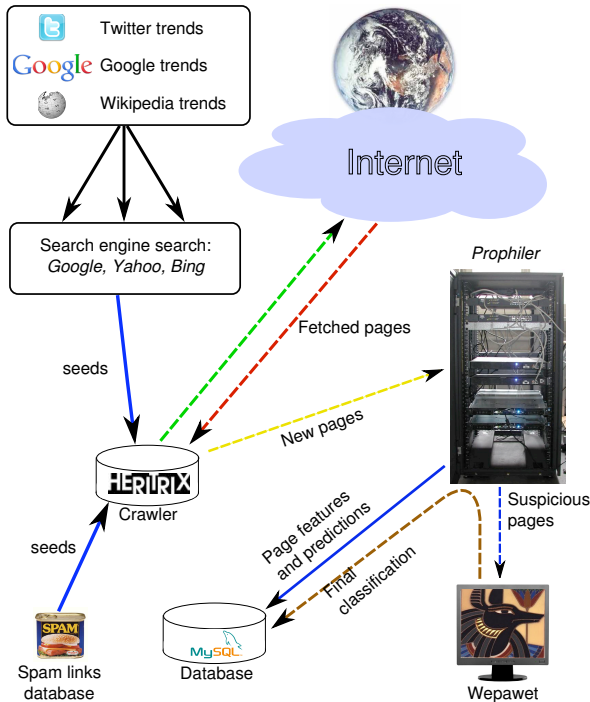 Twitter trends
Google Google trends
Wikipedia trends
Internet
Search engine search:
Google, Yahoo, Bing
Prophiler
Fetched pages
seeds
New pages
HERITRIX
Crawler
Suspicious
pages
Page features
and predictions
Final
classification
seeds
SPAM
Spam links
database
MySQL
Database
Wepawet